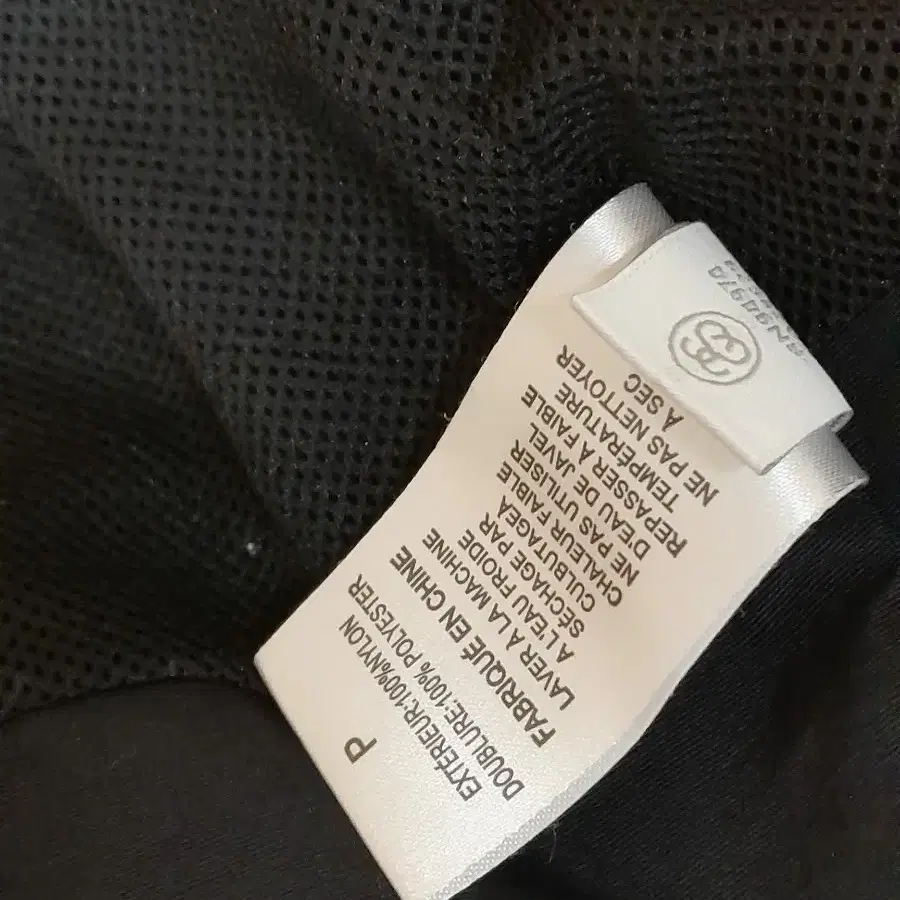 P
EXTÉRIEUR:100%NYLON
DOUBLURE:100% POLYESTER
FABRIQUÉ EN CHINE
LAVER À LA MACHINE
A L'EAU FROIDE
SÉCHAGE PAR
CULBUTAGEÀ
CHALEUR FAIBLE
NE PAS UTILISER
D'EAU DE JAVEL
REPASSER À FAIBLE
TEMPÉRATURE
NE PAS NETTOYER
À SEC